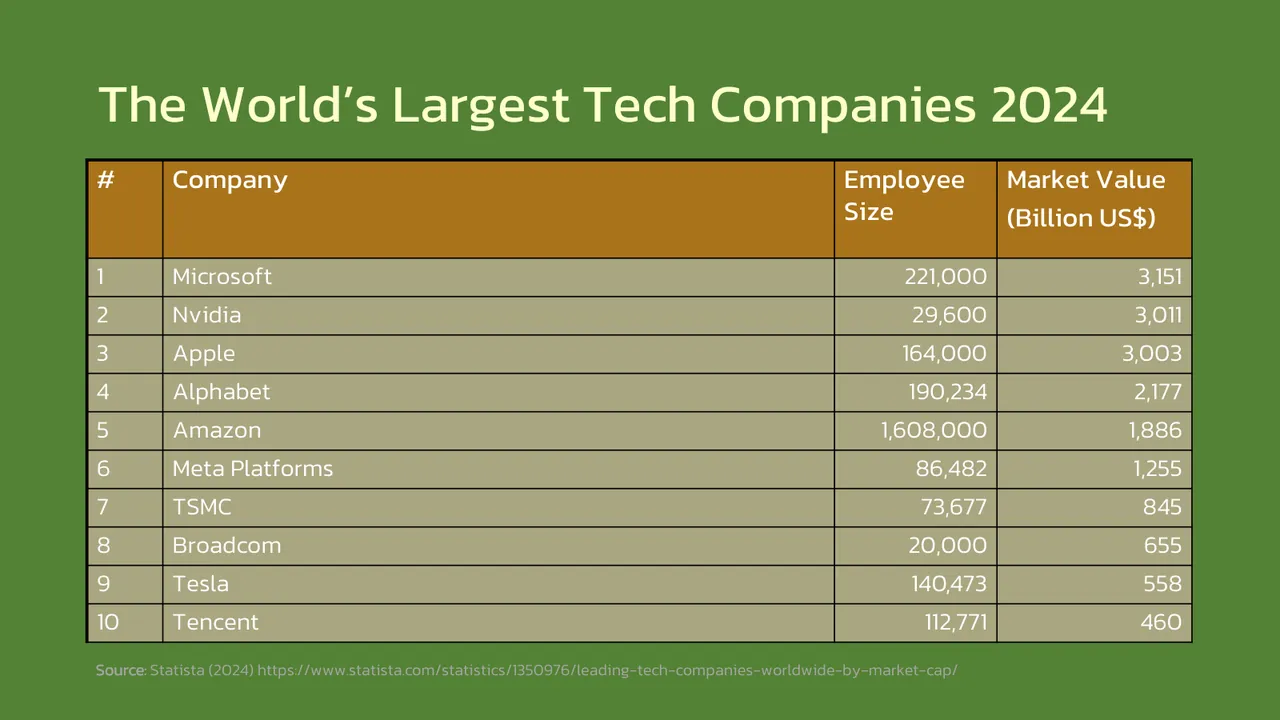 The World’s Largest Tech Companies 2024
# Company Employee Size Market Value (Billion US$)
1 Microsoft 221,000 3,151
2 Nvidia 29,600 3,011
3 Apple 164,000 3,003
4 Alphabet 190,234 2,177
5 Amazon 1,608,000 1,886
6 Meta Platforms 86,482 1,255
7 TSMC 73,677 845
8 Broadcom 20,000 655
9 Tesla 140,473 558
10 Tencent 112,771 460
Source: Statista (2024) https://www.statista.com/statistics/1350976/leading-tech-companies-worldwide-by-market-cap/